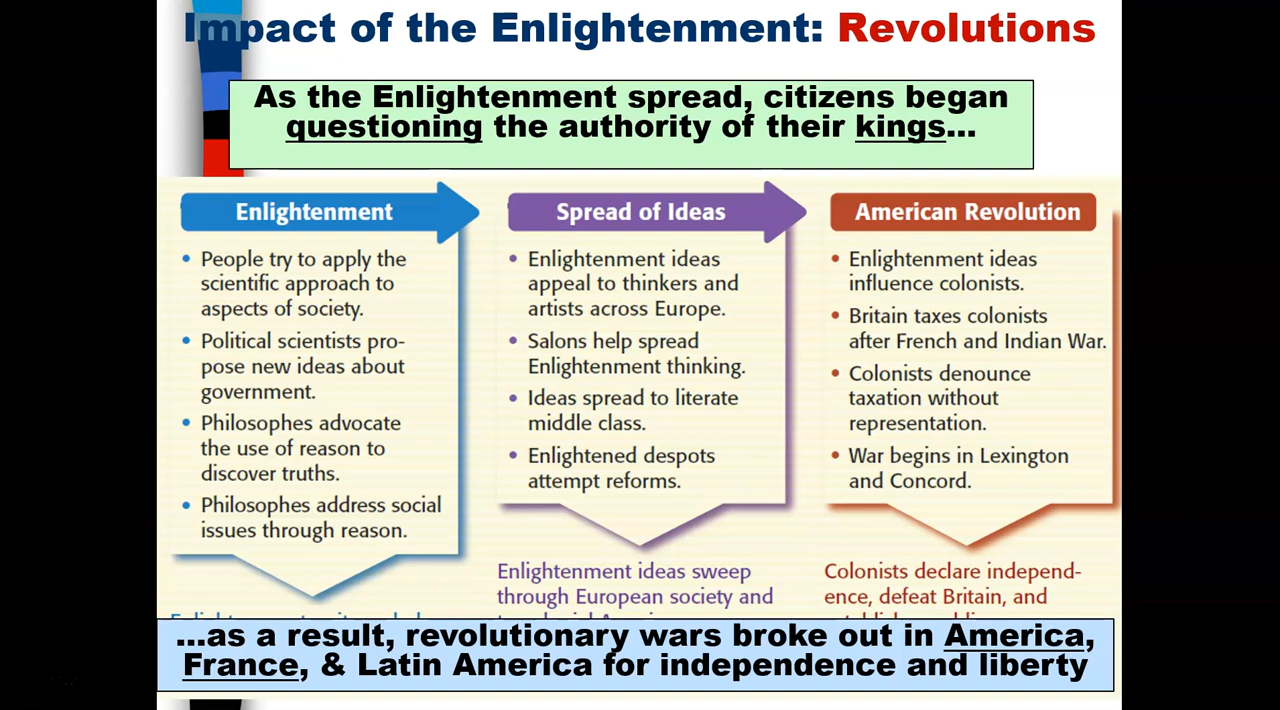 Impact of the Enlightenment: Revolutions
As the Enlightenment spread, citizens began
questioning the authority of their kings…
Enlightenment
• People try to apply the
scientific approach to
aspects of society.
• Political scientists pro-
pose new ideas about
government.
• Philosophes advocate
the use of reason to
discover truths.
• Philosophes address social
issues through reason.
Spread of Ideas
• Enlightenment ideas
appeal to thinkers and
artists across Europe.
• Salons help spread
Enlightenment thinking.
• Ideas spread to literate
middle class.
• Enlightened despots
attempt reforms.
Enlightenment ideas sweep
through European society and
American Revolution
• Enlightenment ideas
influence colonists.
• Britain taxes colonists
after French and Indian War.
• Colonists denounce
taxation without
representation.
• War begins in Lexington
and Concord.
Colonists declare independ-
ence, defeat Britain, and
…as a result, revolutionary wars broke out in America,
France, & Latin America for independence and liberty